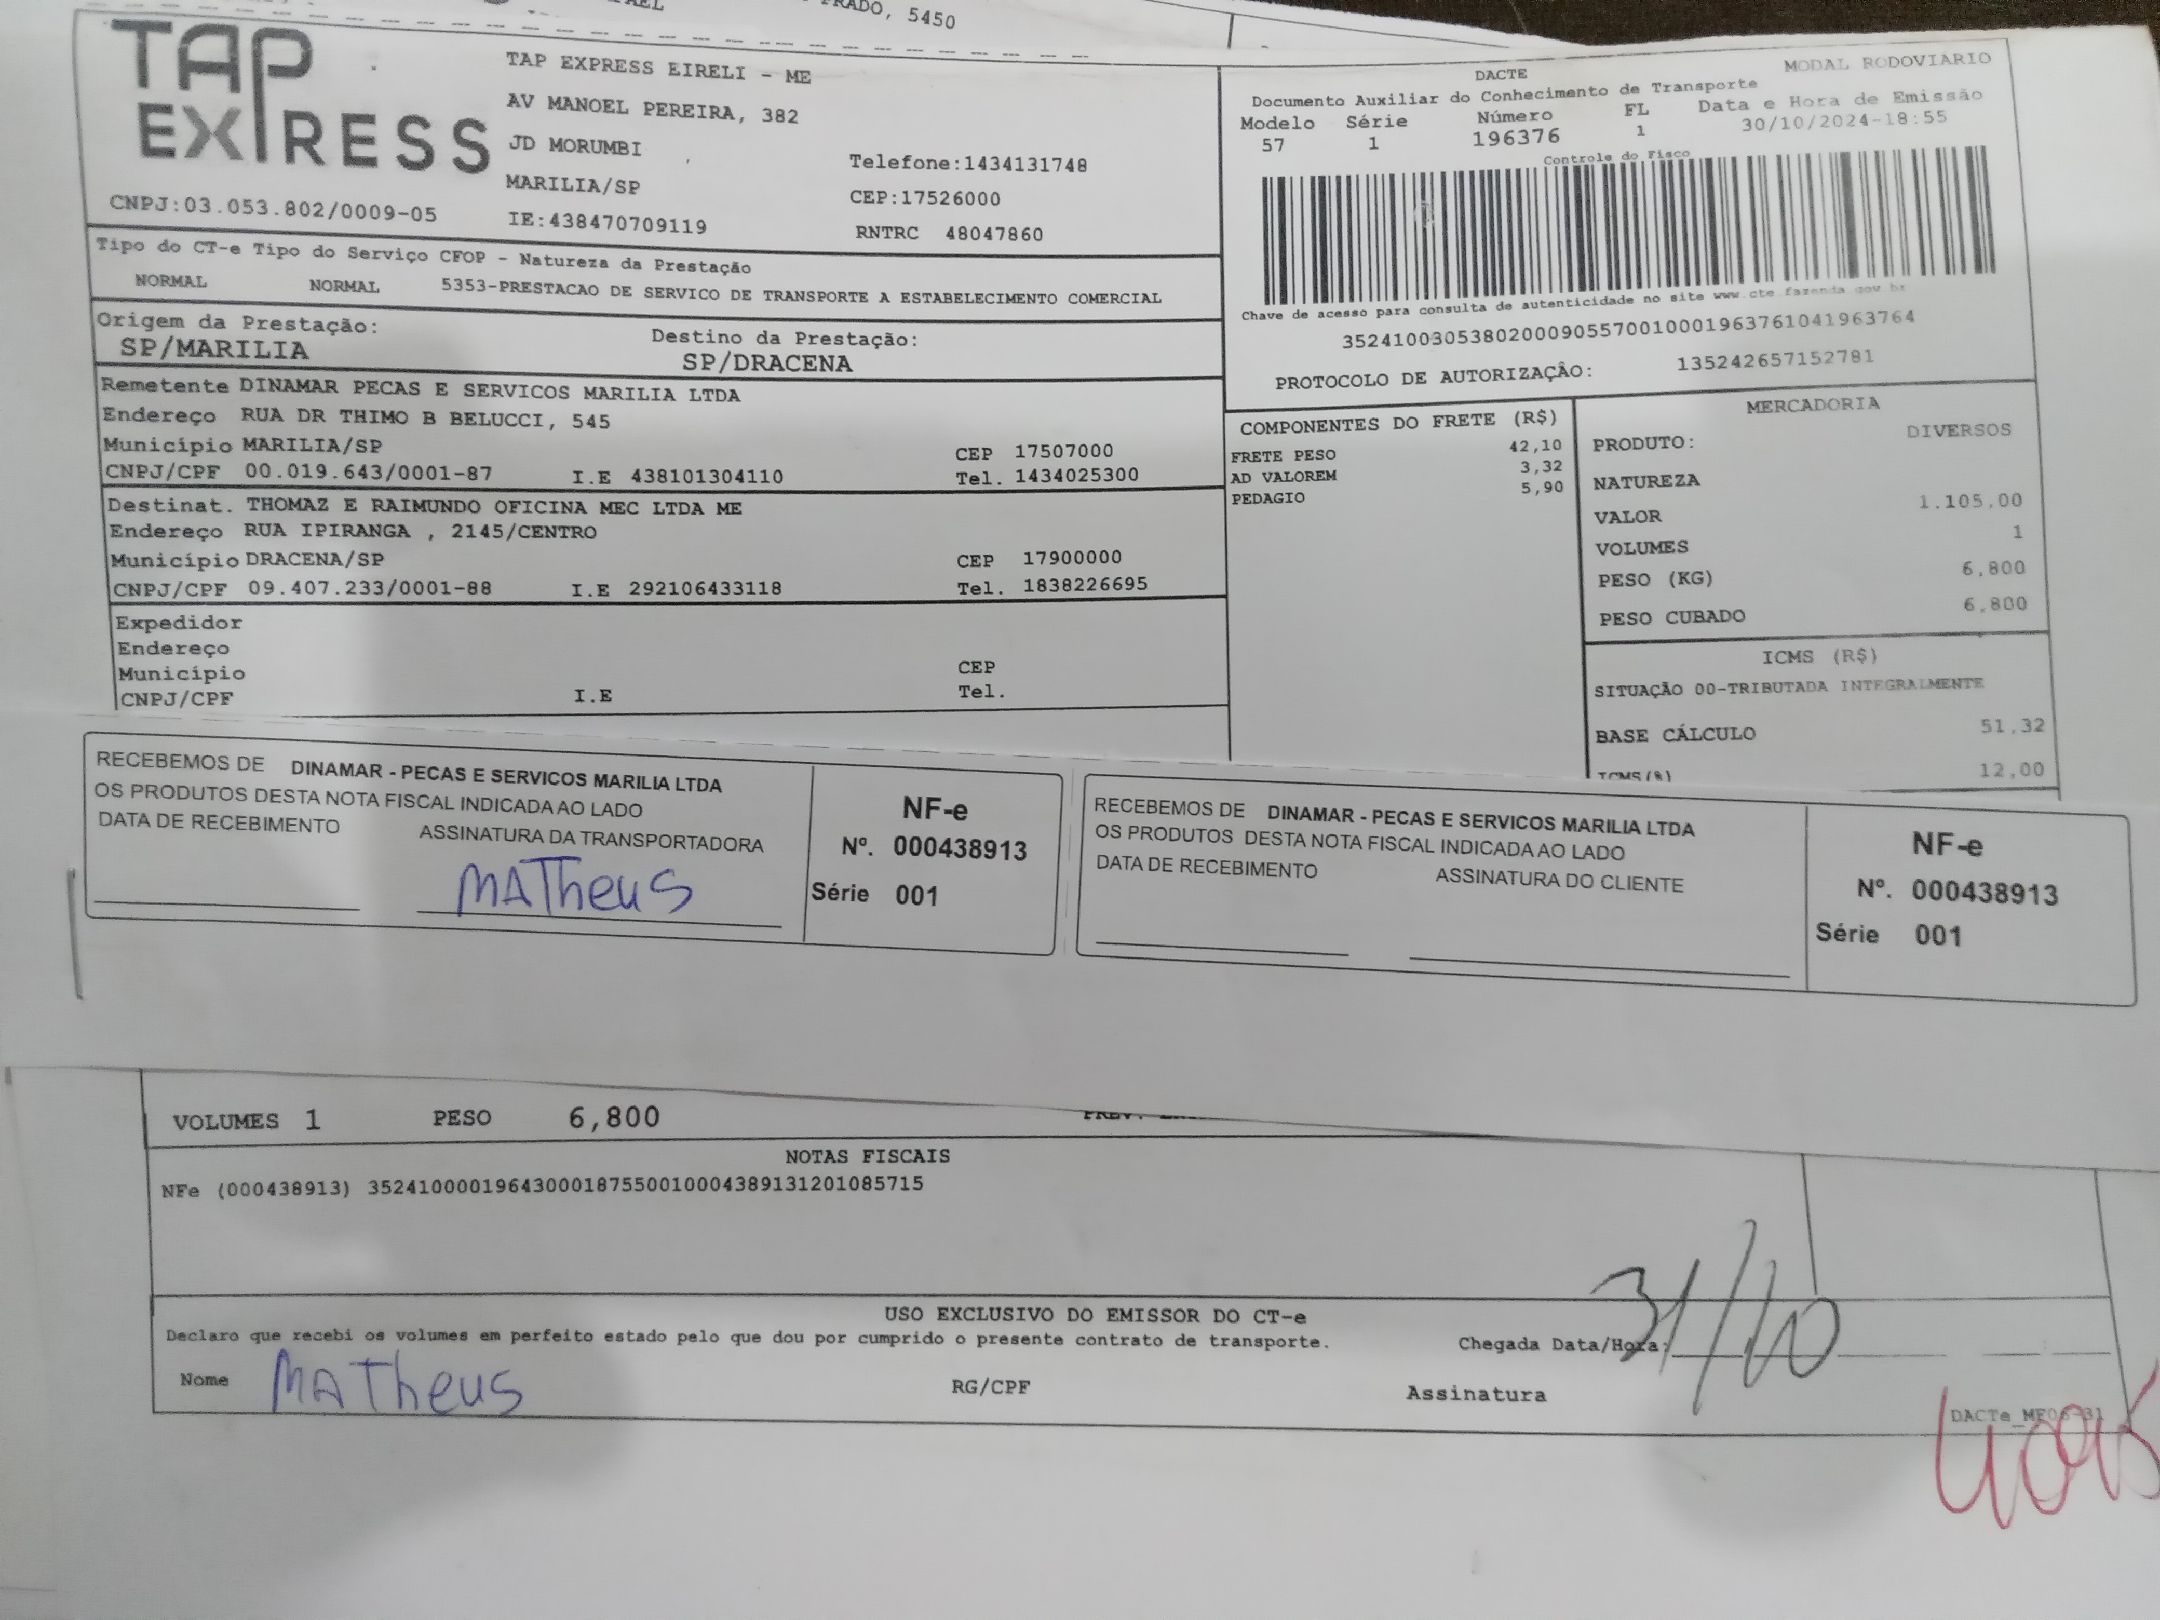 PRADO, 5450
TAP
EXPRESS
CNPJ:03.053.802/0009-05
TAP EXPRESS EIRELI - ME
AV MANOEL PEREIRA, 382
JD MORUMBI
Telefone:1434131748
MARILIA/SP
CEP:17526000
IE:438470709119
RNTRC 48047860
DACTE
MODAL RODOVIARIO
Documento Auxiliar do Conhecimento de Transporte
Modelo Série Número FL Data e Hora de Emissão
57 1 196376 1 30/10/2024-18:55
Controle do Fisco
Chave de acesso para consulta de autenticidade no site www.cte.fazenda.gov.br
35241003053802000905570010001963761041963764
PROTOCOLO DE AUTORIZAÇÂO: 135242657152781
Tipo do CT-e Tipo do Serviço CFOP - Natureza da Prestação
NORMAL NORMAL 5353-PRESTACAO DE SERVICO DE TRANSPORTE A ESTABELECIMENTO COMERCIAL
Origem da Prestação: Destino da Prestação:
SP/MARILIA SP/DRACENA
Remetente DINAMAR PECAS E SERVICOS MARILIA LTDA
Endereço RUA DR THIMO B BELUCCI, 545
Município MARILIA/SP CEP 17507000
CNPJ/CPF 00.019.643/0001-87 I.E 438101304110 Tel. 1434025300
Destinat. THOMAZ E RAIMUNDO OFICINA MEC LTDA ME
Endereço RUA IPIRANGA , 2145/CENTRO
Município DRACENA/SP CEP 17900000
CNPJ/CPF 09.407.233/0001-88 I.E 292106433118 Tel. 1838226695
Expedidor
Endereço
Município CEP
CNPJ/CPF I.E Tel.
COMPONENTES DO FRETE (R$)
FRETE PESO 42,10
AD VALOREM 3,32
PEDAGIO 5,90
MERCADORIA
PRODUTO: DIVERSOS
NATUREZA
VALOR 1.105,00
VOLUMES 1
PESO (KG) 6,800
PESO CUBADO 6,800
ICMS (R$)
SITUAÇÃO 00-TRIBUTADA INTEGRALMENTE
BASE CÁLCULO 51,32
ICMS(%) 12,00
RECEBEMOS DE DINAMAR - PECAS E SERVICOS MARILIA LTDA
OS PRODUTOS DESTA NOTA FISCAL INDICADA AO LADO
DATA DE RECEBIMENTO ASSINATURA DA TRANSPORTADORA
MATheus
NF-e
Nº. 000438913
Série 001
RECEBEMOS DE DINAMAR - PECAS E SERVICOS MARILIA LTDA
OS PRODUTOS DESTA NOTA FISCAL INDICADA AO LADO
DATA DE RECEBIMENTO ASSINATURA DO CLIENTE
NF-e
Nº. 000438913
Série 001
VOLUMES 1 PESO 6,800
NOTAS FISCAIS
NFe (000438913) 35241000019643000187550010004389131201085715
USO EXCLUSIVO DO EMISSOR DO CT-e
Declaro que recebi os volumes em perfeito estado pelo que dou por cumprido o presente contrato de transporte.
Chegada Data/Hora: 31/10
Nome MATheus RG/CPF Assinatura